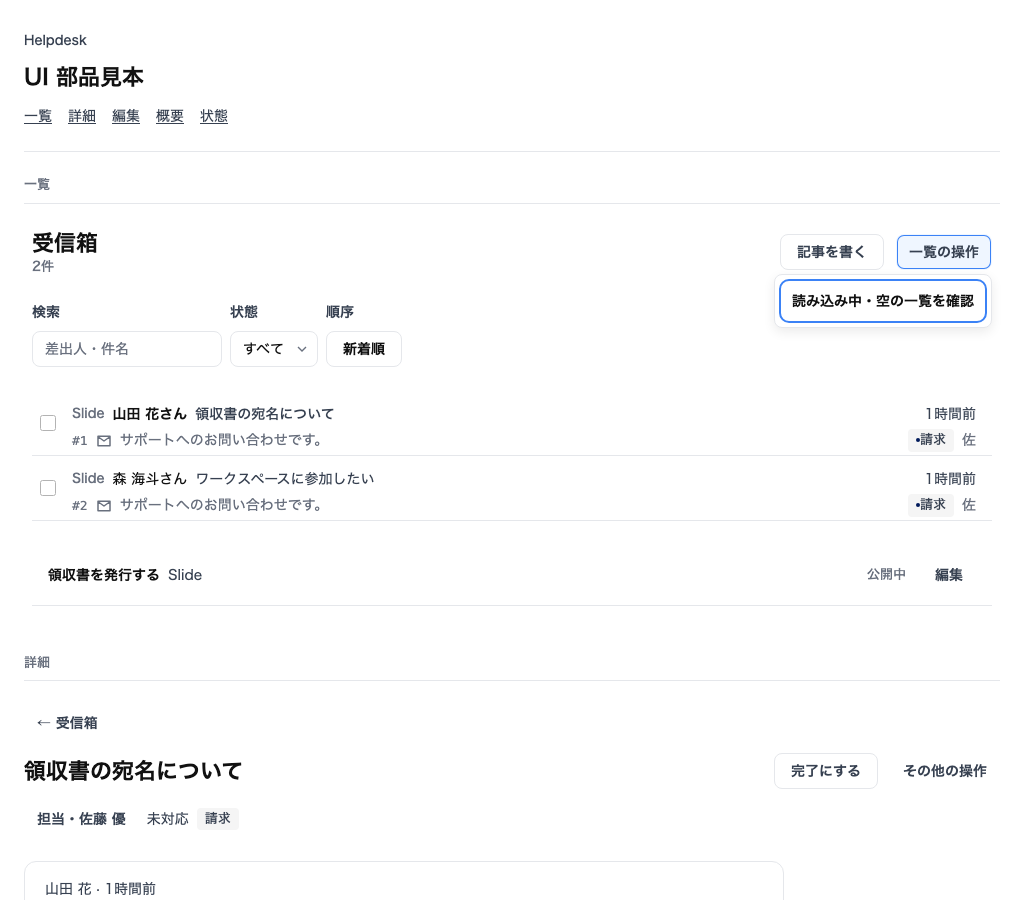 Helpdesk
UI 部品見本
一覧 詳細 編集 概要 状態
一覧
受信箱
2件
記事を書く 一覧の操作
読み込み中・空の一覧を確認
検索 状態 順序
差出人・件名 すべて 新着順
Slide 山田 花さん 領収書の宛名について 1時間前
#1 サポートへのお問い合わせです。 •請求 佐
Slide 森 海斗さん ワークスペースに参加したい 1時間前
#2 サポートへのお問い合わせです。 •請求 佐
領収書を発行する Slide 公開中 編集
詳細
← 受信箱
領収書の宛名について 完了にする その他の操作
担当・佐藤 優 未対応 請求
山田 花 · 1時間前